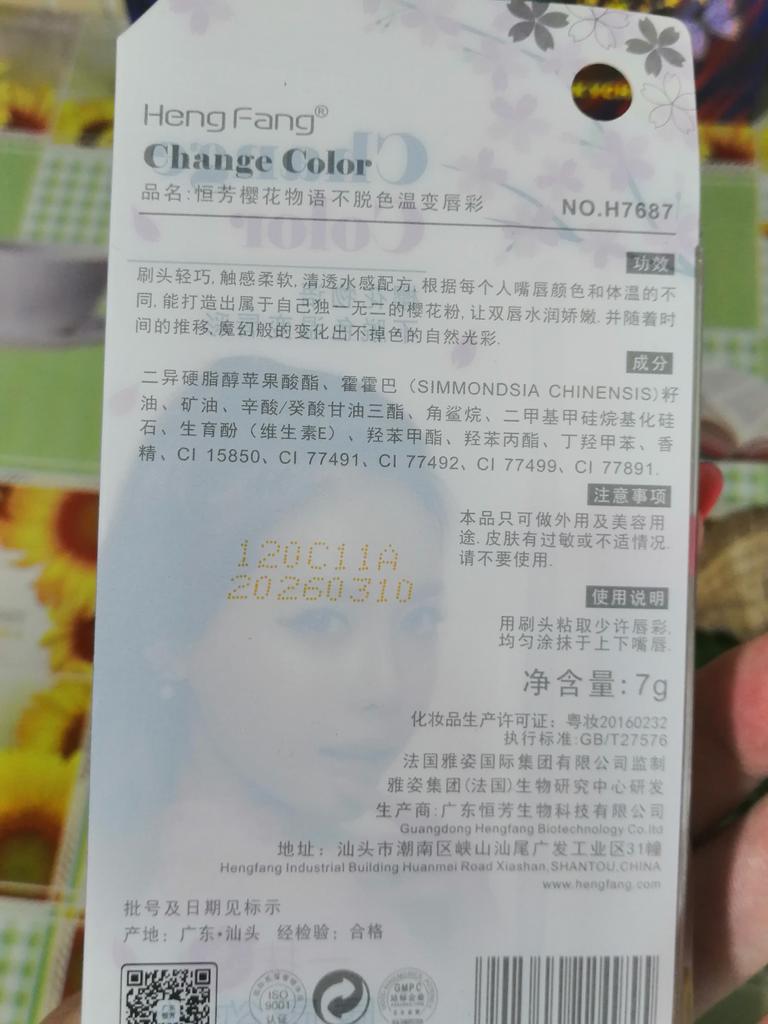 Heng Fang®
Change Color
品名:恒芳樱花物语不脱色温变唇彩
NO.H7687
功效
刷头轻巧,触感柔软,清透水感配方,根据每个人嘴唇颜色和体温的不
同,能打造出属于自己独一无二的樱花粉,让双唇水润娇嫩.并随着时
间的推移,魔幻般的变化出不掉色的自然光彩.
成分
二异硬脂醇苹果酸酯、霍霍巴（SIMMONDSIA CHINENSIS)籽
油、矿油、辛酸/癸酸甘油三酯、角鲨烷、二甲基甲硅烷基化硅
石、生育酚（维生素E）、羟苯甲酯、羟苯丙酯、丁羟甲苯、香
精、CI 15850、CI 77491、CI 77492、CI 77499、CI 77891.
注意事项
本品只可做外用及美容用
途.皮肤有过敏或不适情况.
请不要使用.
120C11A
20260310
使用说明
用刷头粘取少许唇彩,
均匀涂抹于上下嘴唇.
净含量:7g
化妆品生产许可证：粤妆20160232
执行标准:GB/T27576
法国雅姿国际集团有限公司监制
雅姿集团(法国)生物研究中心研发
生产商:广东恒芳生物科技有限公司
Guangdong Hengfang Biotechnology Co.ltd
地址：汕头市潮南区峡山汕尾广发工业区31幢
Hengfang Industrial Building Huanmei Road Xiashan,SHANTOU,CHINA
www.hengfang.com
批号及日期见标示
产地：广东·汕头 经检验：合格
ISO
9001
认证
GMPC
达标企业